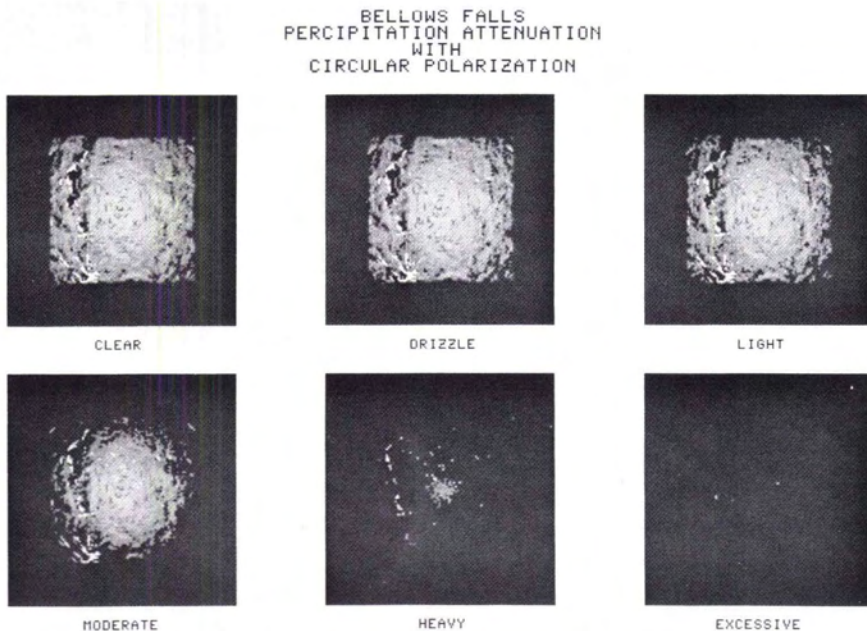 BELLOWS FALLS
PERCIPITATION ATTENUATION
WITH
CIRCULAR POLARIZATION
CLEAR
DRIZZLE
LIGHT
MODERATE
HEAVY
EXCESSIVE